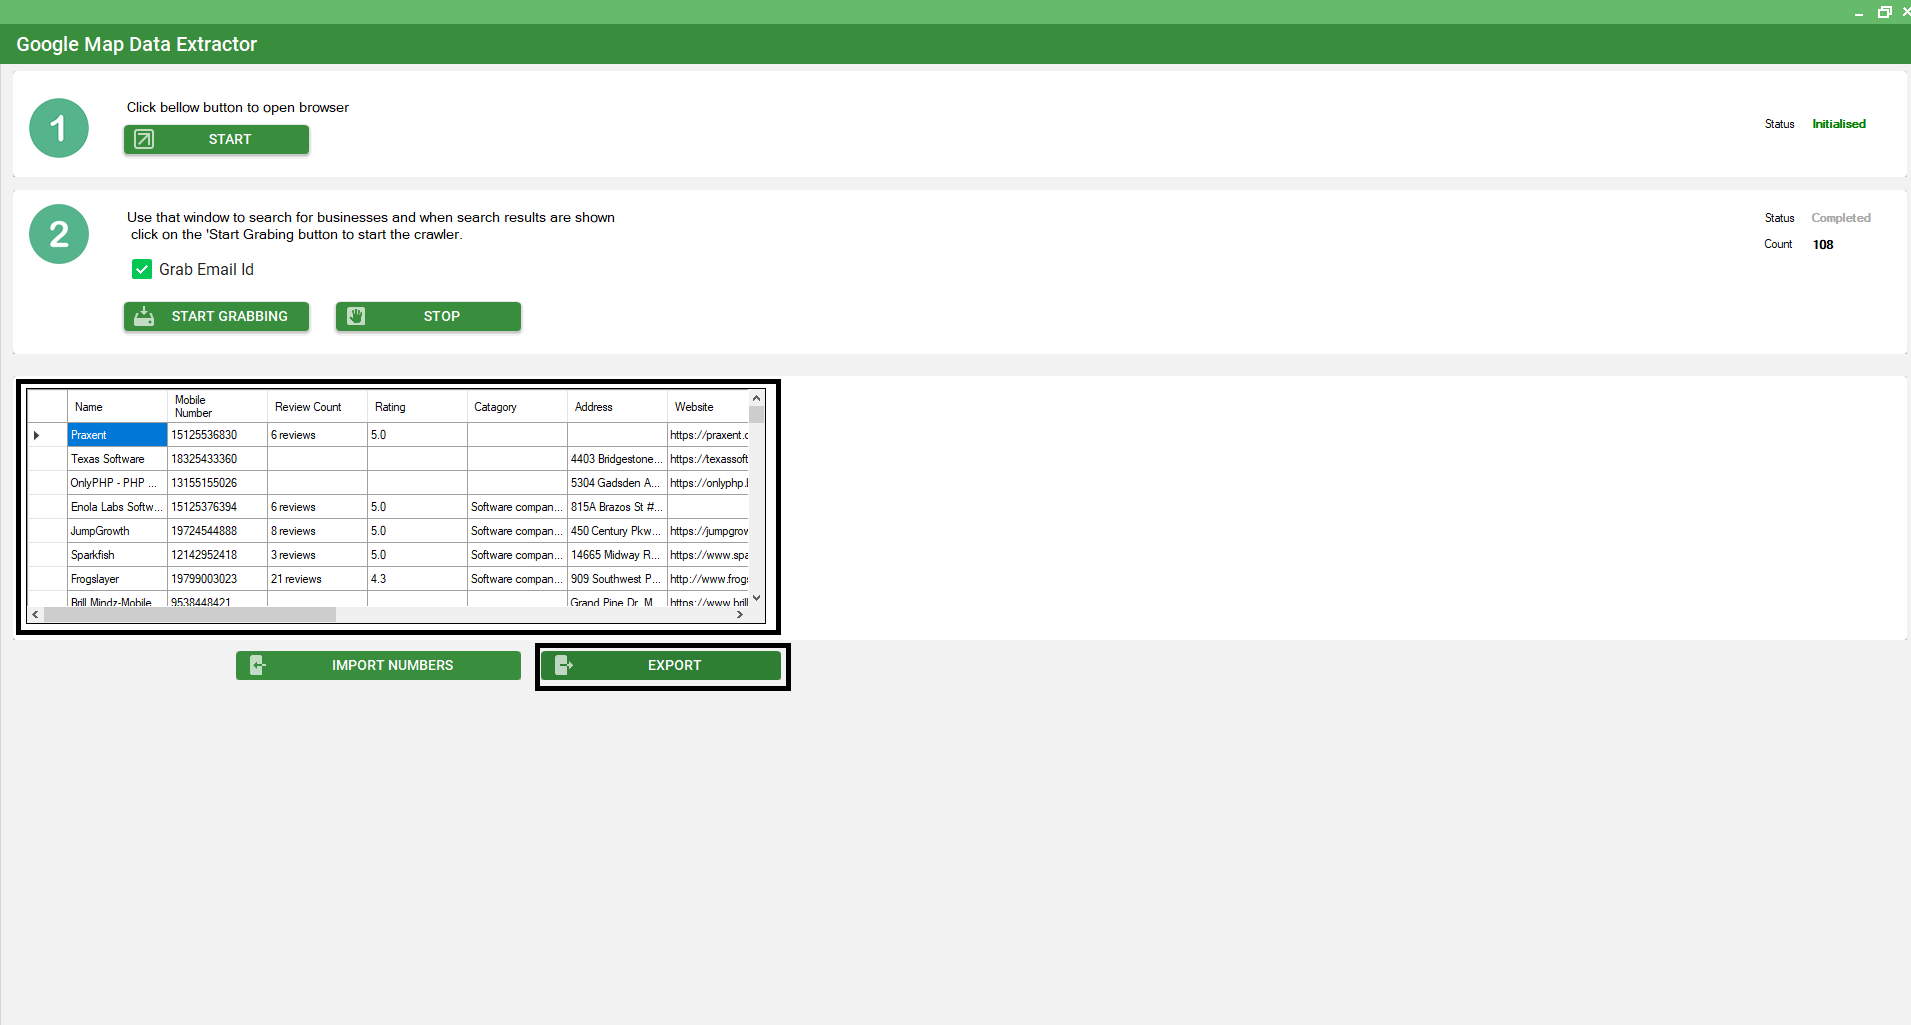 Google Map Data Extractor
1
Click bellow button to open browser
START
Status Initialised
2
Use that window to search for businesses and when search results are shown
click on the 'Start Grabing button to start the crawler.
Status Completed
Count 108
Grab Email Id
START GRABBING STOP
Name Mobile Number Review Count Rating Catagory Address Website
Praxent 15125536830 6 reviews 5.0 https://praxent.c
Texas Software 18325433360 4403 Bridgestone... https://texassoft
OnlyPHP - PHP ... 13155155026 5304 Gadsden A... https://onlyphp.
Enola Labs Softw... 15125376394 6 reviews 5.0 Software compan... 815A Brazos St #...
JumpGrowth 19724544888 8 reviews 5.0 Software compan... 450 Century Pkw... https://jumpgrow
Sparkfish 12142952418 3 reviews 5.0 Software compan... 14665 Midway R... https://www.spa
Frogslayer 19799003023 21 reviews 4.3 Software compan... 909 Southwest P... http://www.frogs
Brill Mindz-Mobile 9538448421 Grand Pine Dr, M... https://www.brill
IMPORT NUMBERS EXPORT